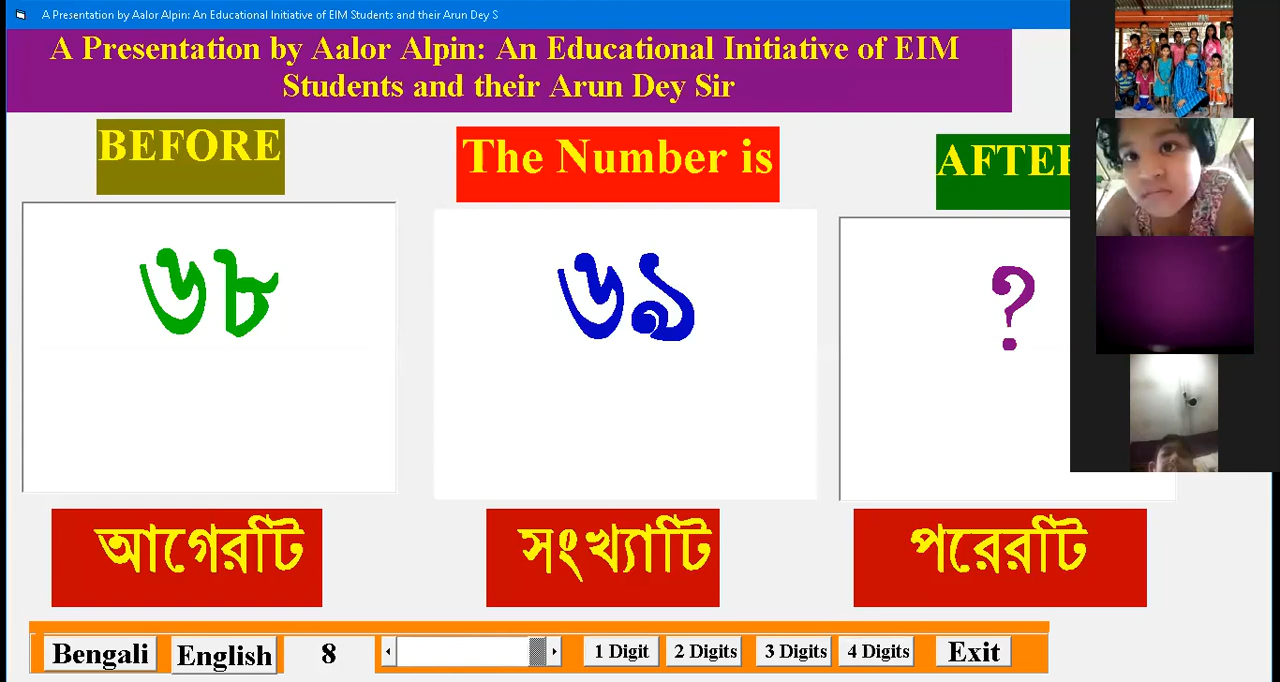 A Presentation by Aalor Alpin: An Educational Initiative of EIM Students and their Arun Dey S
A Presentation by Aalor Alpin: An Educational Initiative of EIM
Students and their Arun Dey Sir
BEFORE
The Number is
AFTE
৬৮
৬৯
?
আগেরটি
সংখ্যাটি
পরেরটি
Bengali
English
8
1 Digit
2 Digits
3 Digits
4 Digits
Exit